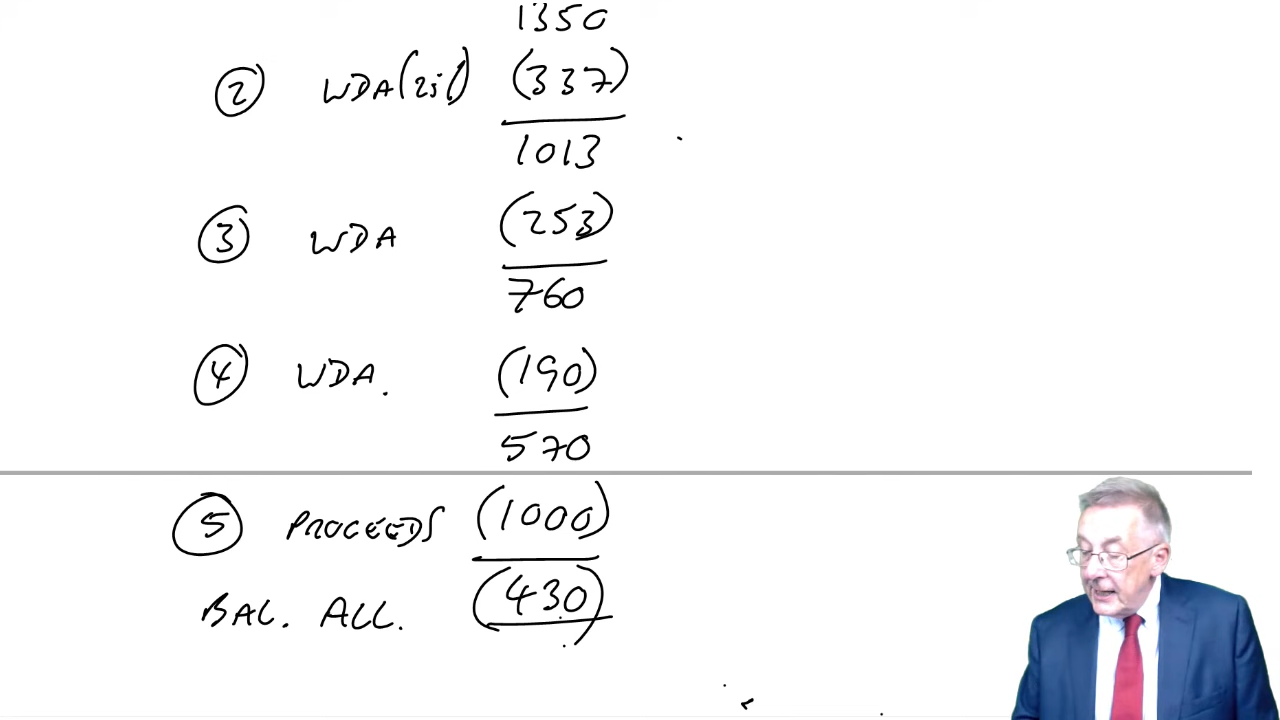 1350
② WDA(25%) (337)
1013
③ WDA (253)
760
④ WDA. (190)
570
⑤ PROCEEDS (1000)
BAL. ALL. (430)